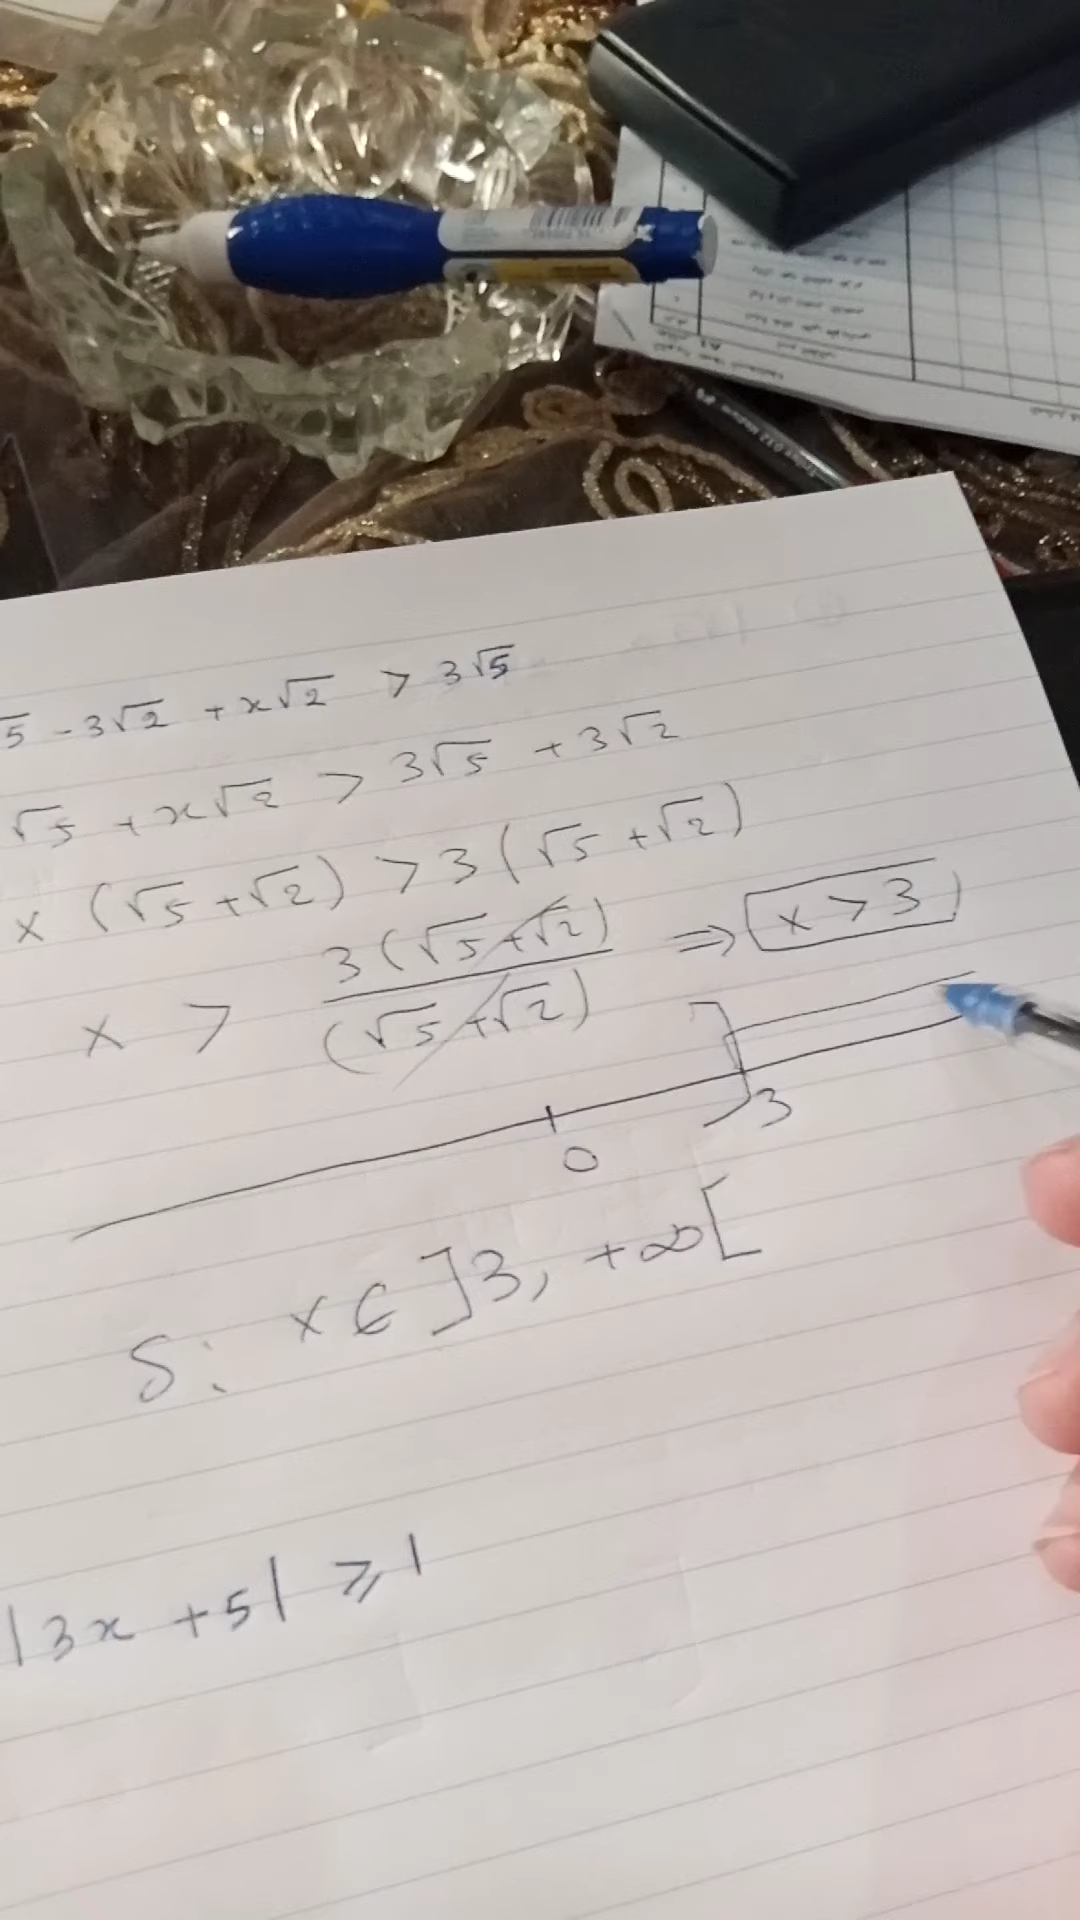 √5 - 3√2 + x√2 > 3√5
√5 + x√2 > 3√5 + 3√2
x (√5 + √2) > 3 (√5 + √2)
x > 3(√5+√2) / (√5+√2) ⇒ x > 3
0 3
S: x ∈ ]3, +∞[
|3x + 5| ⩾ 1